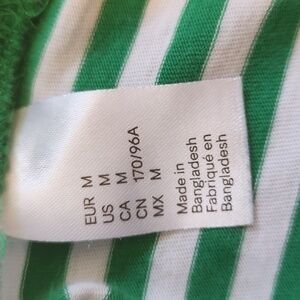 EUR M
US M
CA M
CN 170/96A
MX M
Made in
Bangladesh
Fabriqué en
Bangladesh